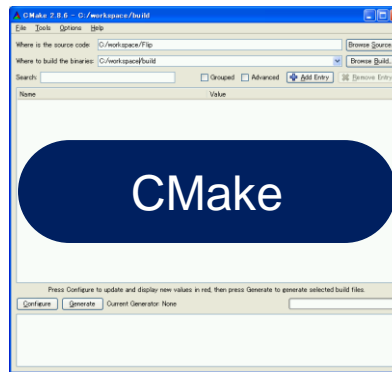 CMake 2.8.6 - C:/workspace/build
File Tools Options Help
Where is the source code: C:/workspace/Flip Browse Source...
Where to build the binaries: C:/workspace/build Browse Build...
Search: Grouped Advanced Add Entry Remove Entry
Name Value
CMake
Press Configure to update and display new values in red, then press Generate to generate selected build files.
Configure Generate Current Generator: None